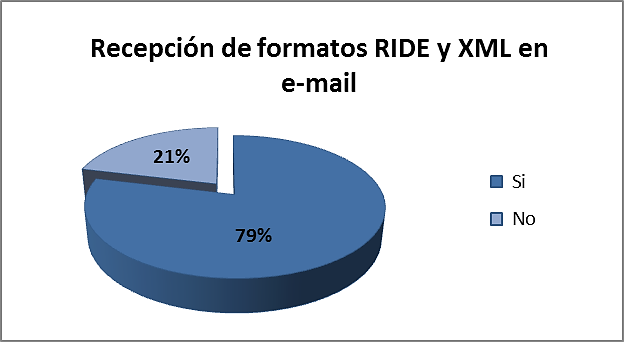 Recepción de formatos RIDE y XML en
e-mail
21%
79%
Si
No